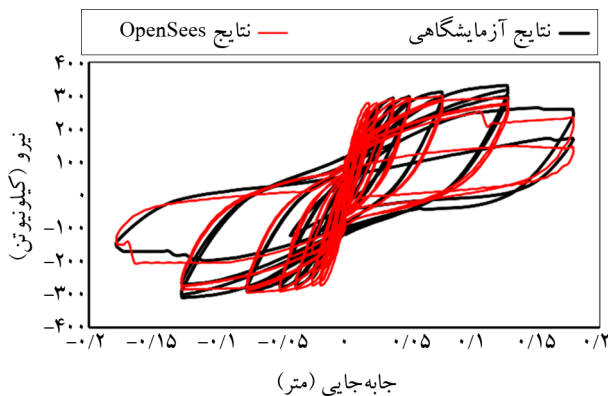 نتایج آزمایشگاهی نتایج OpenSees
۴۰۰
۳۰۰
۲۰۰
۱۰۰
۰
-۱۰۰
-۲۰۰
-۳۰۰
-۴۰۰
نیرو (کیلونیوتن)
-۰/۲ -۰/۱۵ -۰/۱ -۰/۰۵ ۰ ۰/۰۵ ۰/۱ ۰/۱۵ ۰/۲
جابه‌جایی (متر)